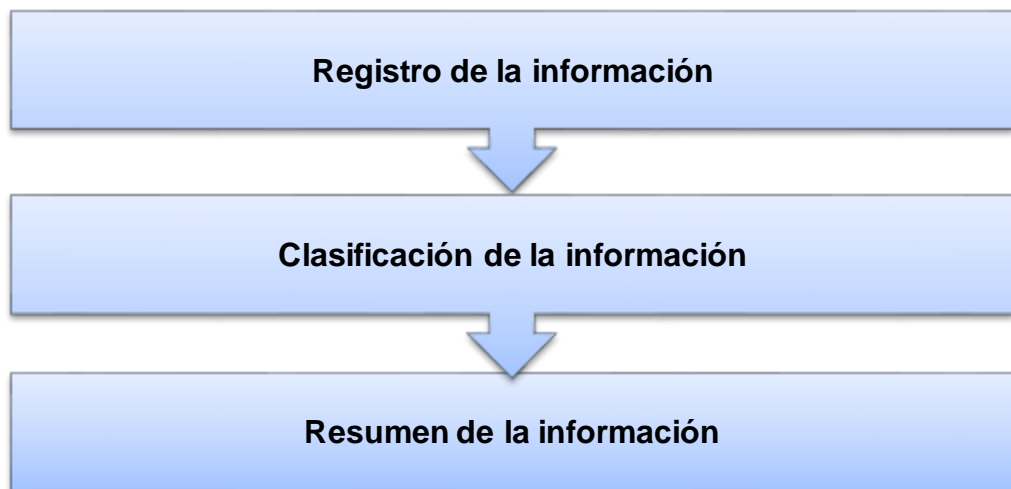 Registro de la información
Clasificación de la información
Resumen de la información